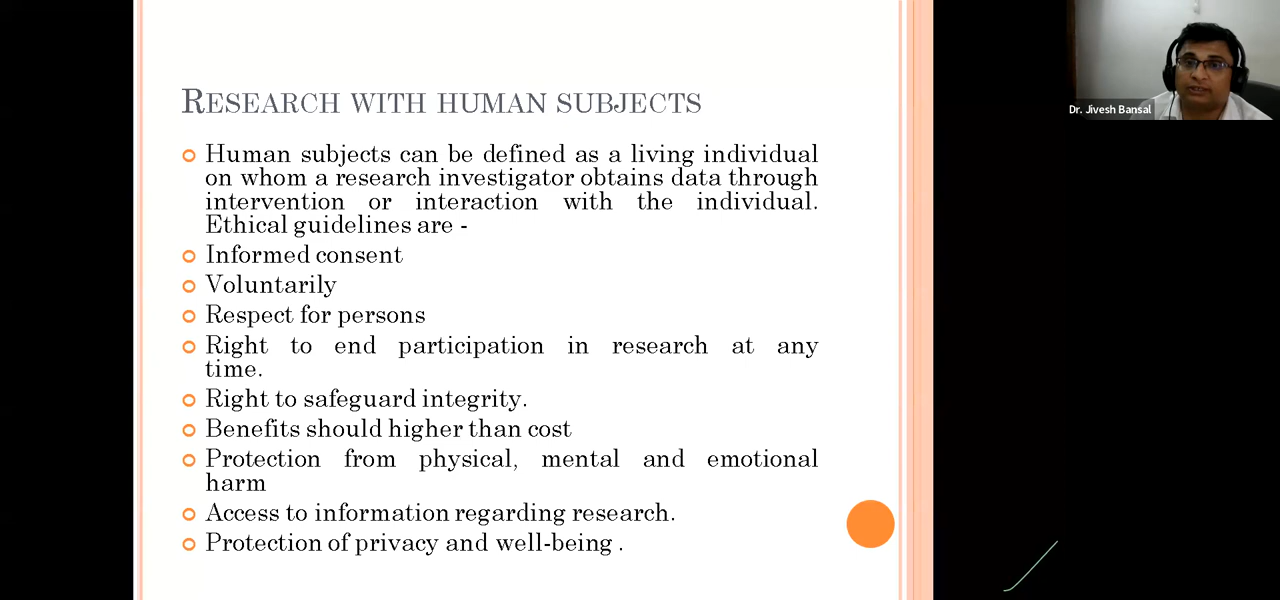 RESEARCH WITH HUMAN SUBJECTS
Human subjects can be defined as a living individual
on whom a research investigator obtains data through
intervention or interaction with the individual.
Ethical guidelines are -
Informed consent
Voluntarily
Respect for persons
Right to end participation in research at any
time.
Right to safeguard integrity.
Benefits should higher than cost
Protection from physical, mental and emotional
harm
Access to information regarding research.
Protection of privacy and well-being .
Dr. Jivesh Bansal